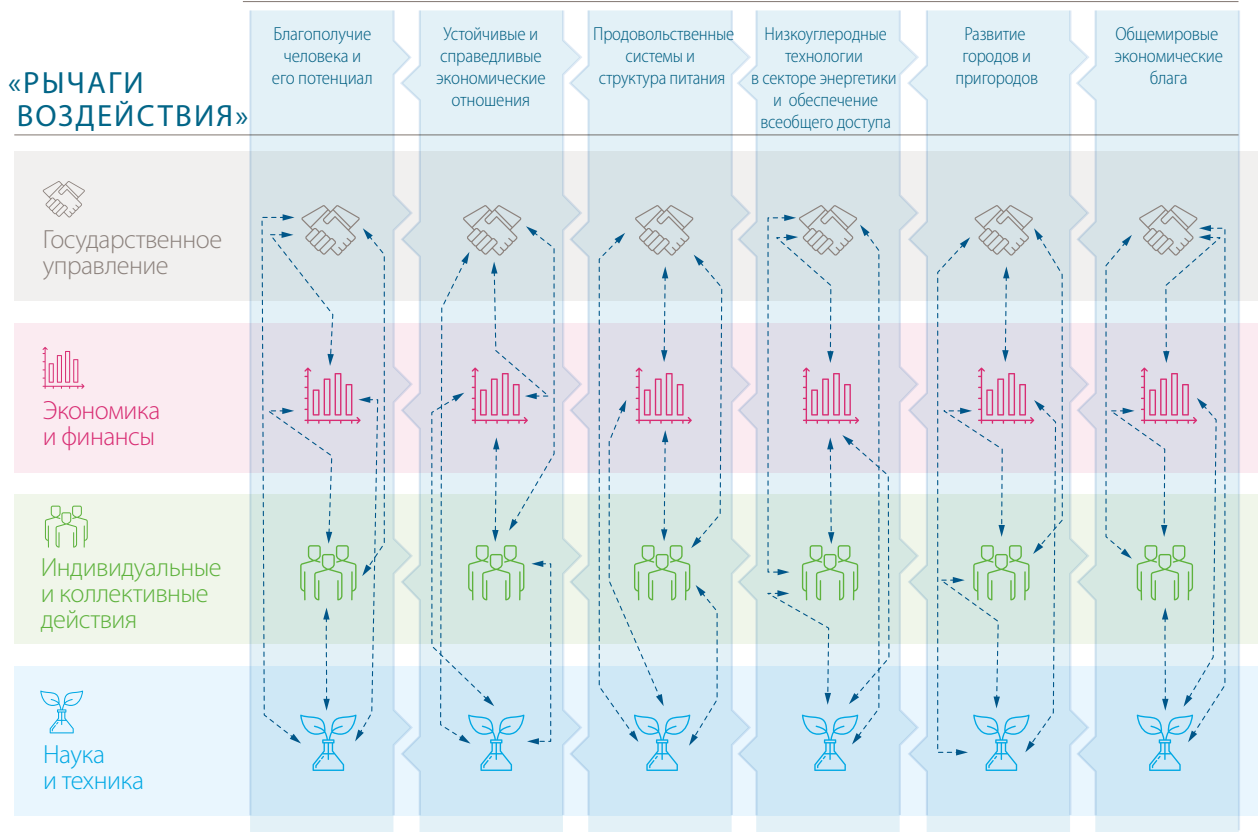 Благополучие
человека и
его потенциал
Устойчивые и
справедливые
экономические
отношения
Продовольственные
системы и
структура питания
Низкоуглеродные
технологии
в секторе энергетики
и обеспечение
всеобщего доступа
Развитие
городов и
пригородов
Общемировые
экономические
блага
«РЫЧАГИ
ВОЗДЕЙСТВИЯ»
Государственное
управление
Экономика
и финансы
Индивидуальные
и коллективные
действия
Наука
и техника